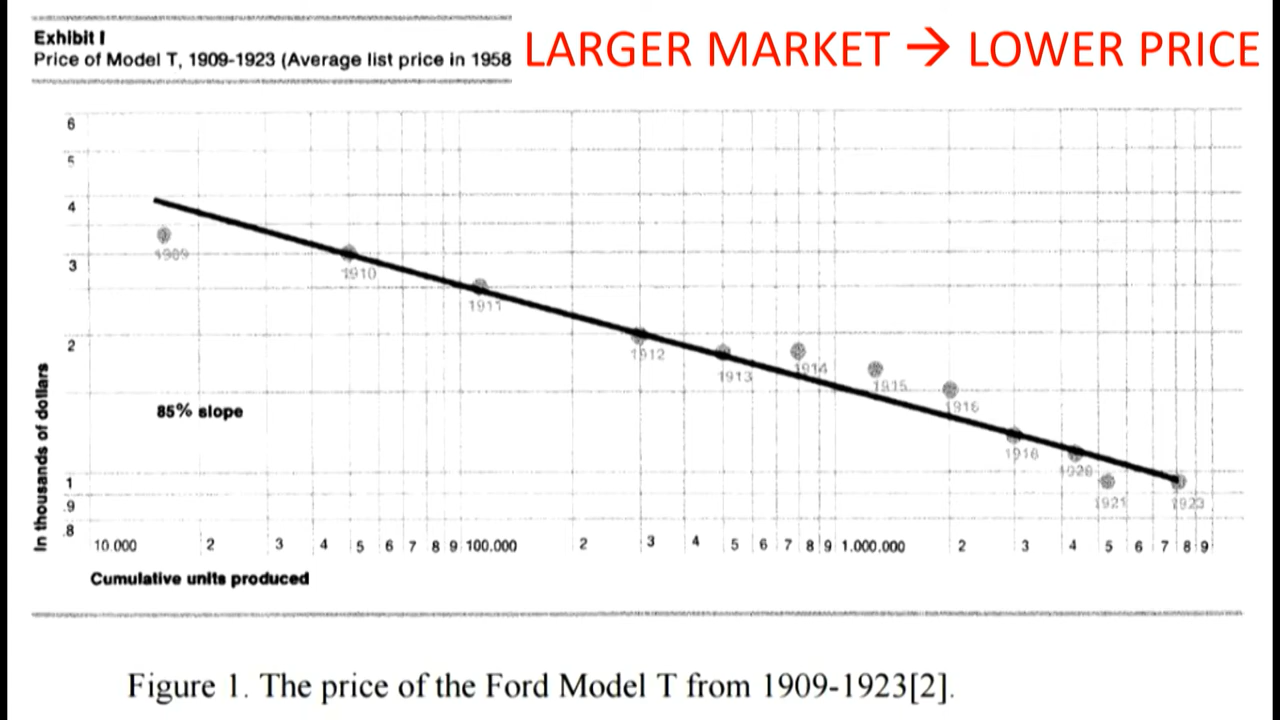 Exhibit I
Price of Model T, 1909-1923 (Average list price in 1958
LARGER MARKET → LOWER PRICE
6
5
4
3
2
1
.9
.8
In thousands of dollars
1909
1910
1911
1912
1913
1914
1915
1916
1916
1920
1921
1923
85% slope
10.000 2 3 4 5 6 7 8 9 100.000 2 3 4 5 6 7 8 9 1.000.000 2 3 4 5 6 7 8 9
Cumulative units produced
Figure 1. The price of the Ford Model T from 1909-1923[2].